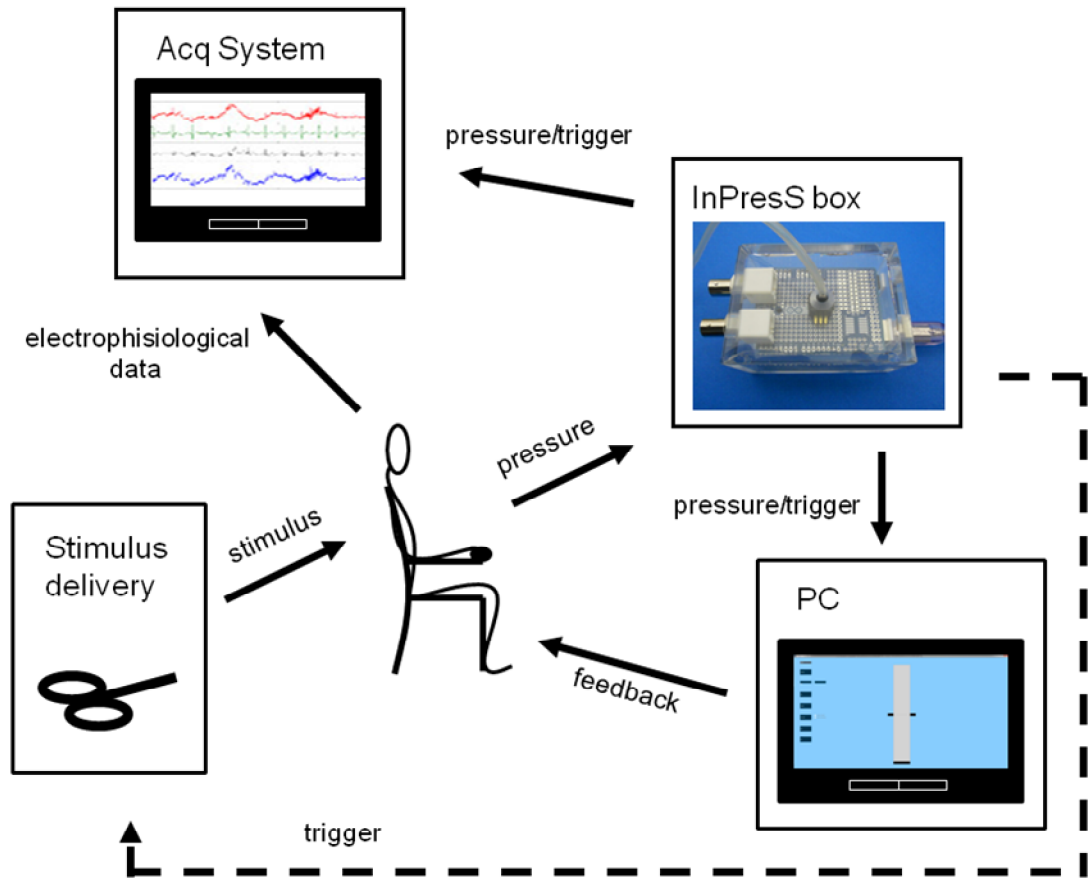 Acq System
pressure/trigger
InPresS box
electrophisiological
data
pressure
pressure/trigger
Stimulus
delivery
stimulus
PC
feedback
trigger